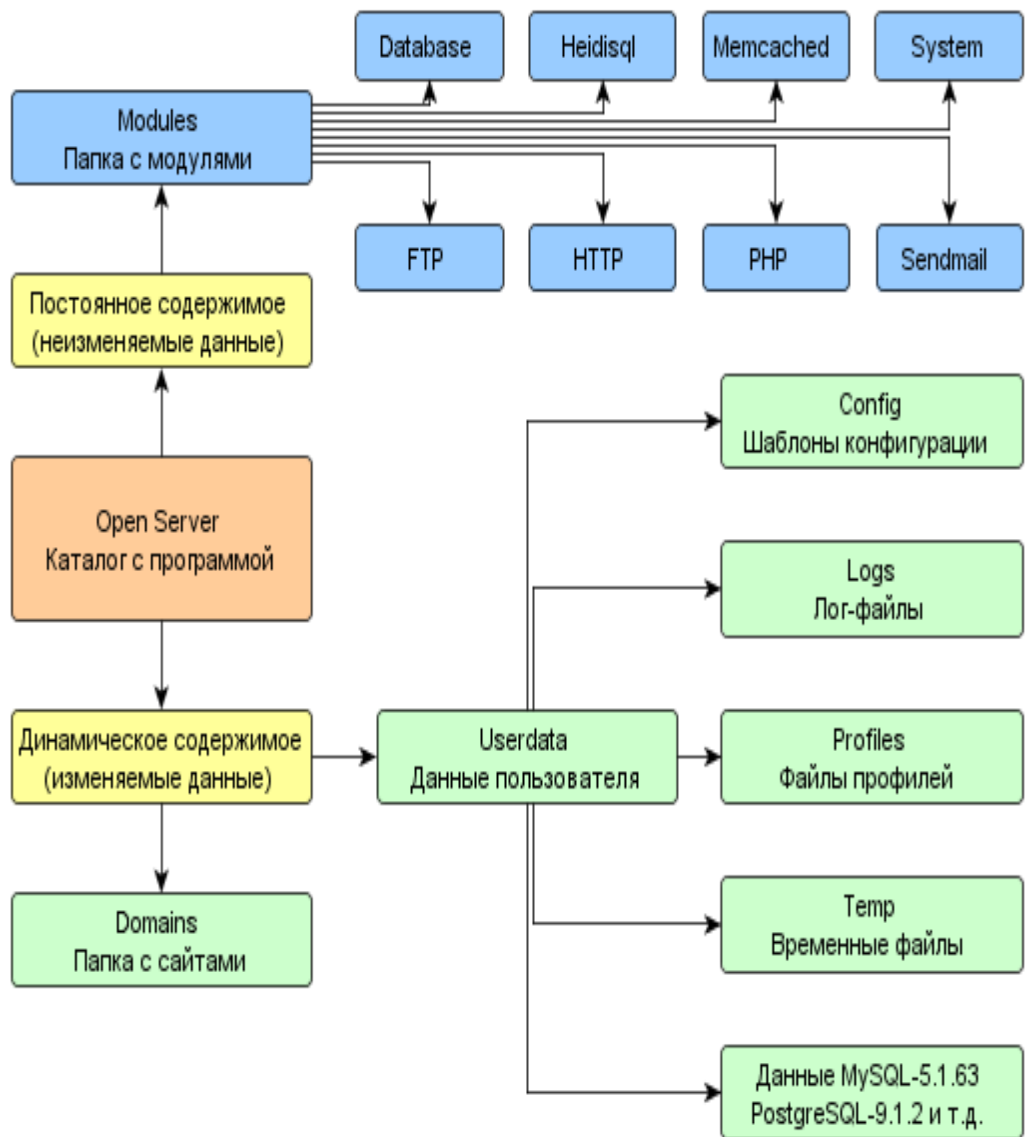 Database
Heidisql
Memcached
System
Modules
Папка с модулями
FTP
HTTP
PHP
Sendmail
Постоянное содержимое
(неизменяемые данные)
Config
Шаблоны конфигурации
Open Server
Каталог с программой
Logs
Лог-файлы
Динамическое содержимое
(изменяемые данные)
Userdata
Данные пользователя
Profiles
Файлы профилей
Domains
Папка с сайтами
Temp
Временные файлы
Данные MySQL-5.1.63
PostgreSQL-9.1.2 и т.д.